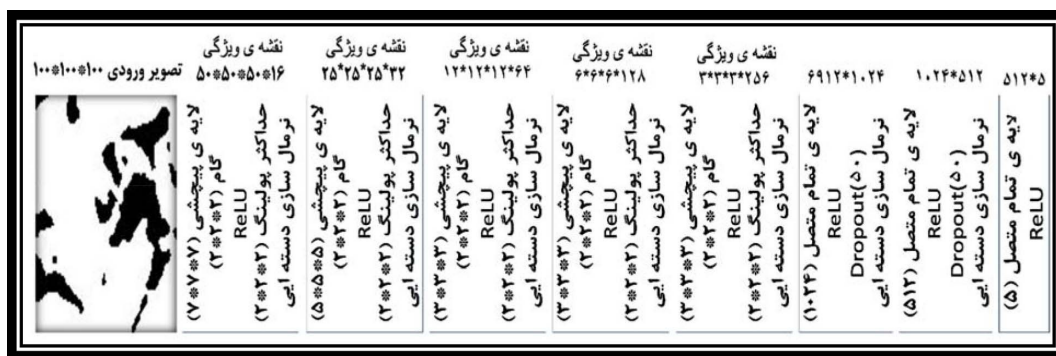 تصویر ورودی ۱۰۰*۱۰۰*۱۰۰
نقشه ی ویژگی
۵۰*۵۰*۵۰*۱۶
لایه ی پیچشی (۷*۷*۷)
گام (۲*۲*۲)
ReLU
حداکثر پولینگ (۲*۲*۲)
نرمال سازی دسته ایی
نقشه ی ویژگی
۲۵*۲۵*۲۵*۳۲
لایه ی پیچشی (۵*۵*۵)
گام (۲*۲*۲)
ReLU
حداکثر پولینگ (۲*۲*۲)
نرمال سازی دسته ایی
نقشه ی ویژگی
۱۲*۱۲*۱۲*۶۴
لایه ی پیچشی (۳*۳*۳)
گام (۲*۲*۲)
ReLU
حداکثر پولینگ (۲*۲*۲)
نرمال سازی دسته ایی
نقشه ی ویژگی
۶*۶*۶*۱۲۸
لایه ی پیچشی (۳*۳*۳)
گام (۲*۲*۲)
ReLU
حداکثر پولینگ (۲*۲*۲)
نرمال سازی دسته ایی
نقشه ی ویژگی
۳*۳*۳*۲۵۶
لایه ی پیچشی (۳*۳*۳)
گام (۲*۲*۲)
ReLU
حداکثر پولینگ (۲*۲*۲)
نرمال سازی دسته ایی
۶۹۱۲*۱۰۲۴
لایه ی تمام متصل (۱۰۲۴)
ReLU
Dropout(۵۰)
نرمال سازی دسته ایی
۱۰۲۴*۵۱۲
لایه ی تمام متصل (۵۱۲)
ReLU
Dropout(۵۰)
نرمال سازی دسته ایی
۵۱۲*۵
لایه ی تمام متصل (۵)
ReLU